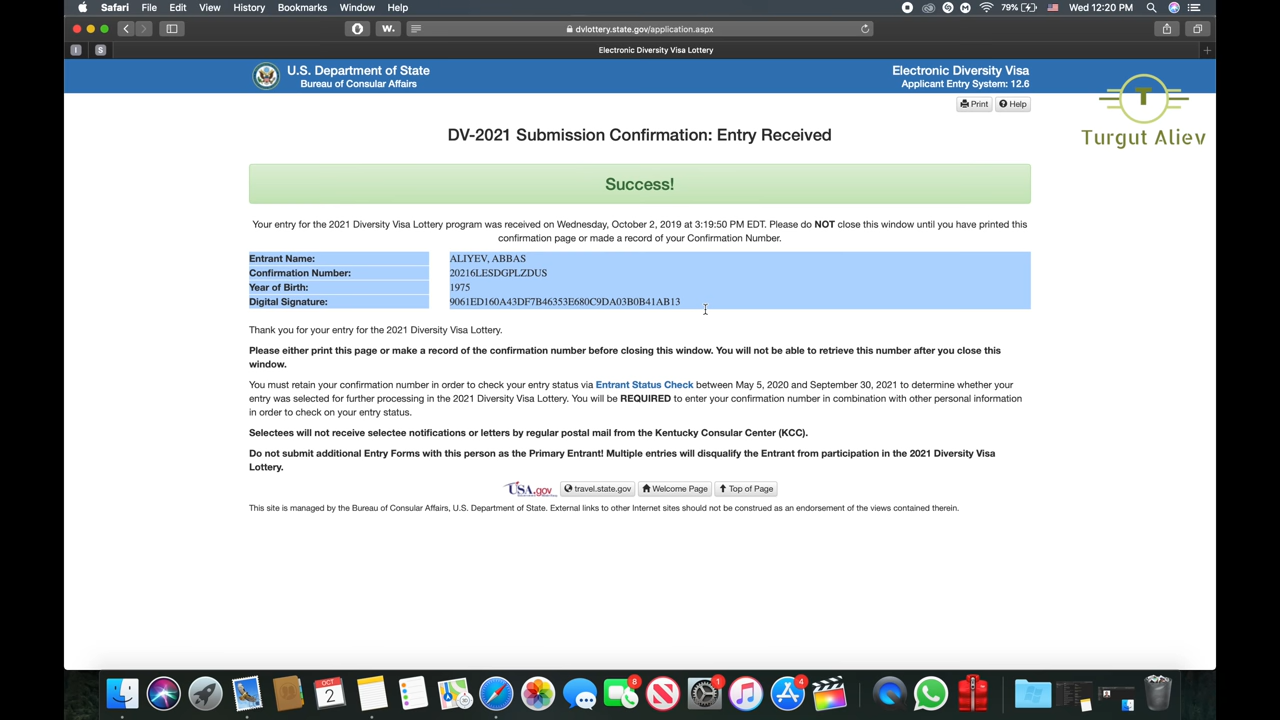 Safari File Edit View History Bookmarks Window Help 79% Wed 12:20 PM
W. dvlottery.state.gov/application.aspx
I S Electronic Diversity Visa Lottery
U.S. Department of State
Bureau of Consular Affairs
Electronic Diversity Visa
Applicant Entry System: 12.6
Print Help
T
Turgut Aliev
DV-2021 Submission Confirmation: Entry Received
Success!
Your entry for the 2021 Diversity Visa Lottery program was received on Wednesday, October 2, 2019 at 3:19:50 PM EDT. Please do NOT close this window until you have printed this
confirmation page or made a record of your Confirmation Number.
Entrant Name: ALIYEV, ABBAS
Confirmation Number: 20216LESDGPLZDUS
Year of Birth: 1975
Digital Signature: 9061ED160A43DF7B46353E680C9DA03B0B41AB13
Thank you for your entry for the 2021 Diversity Visa Lottery.
Please either print this page or make a record of the confirmation number before closing this window. You will not be able to retrieve this number after you close this
window.
You must retain your confirmation number in order to check your entry status via Entrant Status Check between May 5, 2020 and September 30, 2021 to determine whether your
entry was selected for further processing in the 2021 Diversity Visa Lottery. You will be REQUIRED to enter your confirmation number in combination with other personal information
in order to check on your entry status.
Selectees will not receive selectee notifications or letters by regular postal mail from the Kentucky Consular Center (KCC).
Do not submit additional Entry Forms with this person as the Primary Entrant! Multiple entries will disqualify the Entrant from participation in the 2021 Diversity Visa
Lottery.
USA.gov travel.state.gov Welcome Page Top of Page
This site is managed by the Bureau of Consular Affairs, U.S. Department of State. External links to other Internet sites should not be construed as an endorsement of the views contained therein.
OCT
2 8 1 4